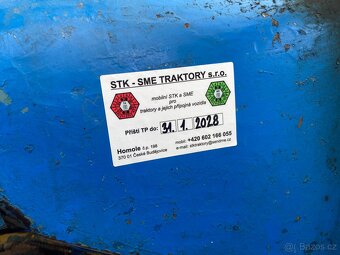 STK - SME TRAKTORY s.r.o.
mobilní STK a SME
pro
traktory a jejich přípojná vozidla
Příští TP do: 31. 1. 2028
Homole č.p. 198
370 01 České Budějovice
mobil: +420 602 166 055
e-mail: stktraktory@seznam.cz
Bazos.cz